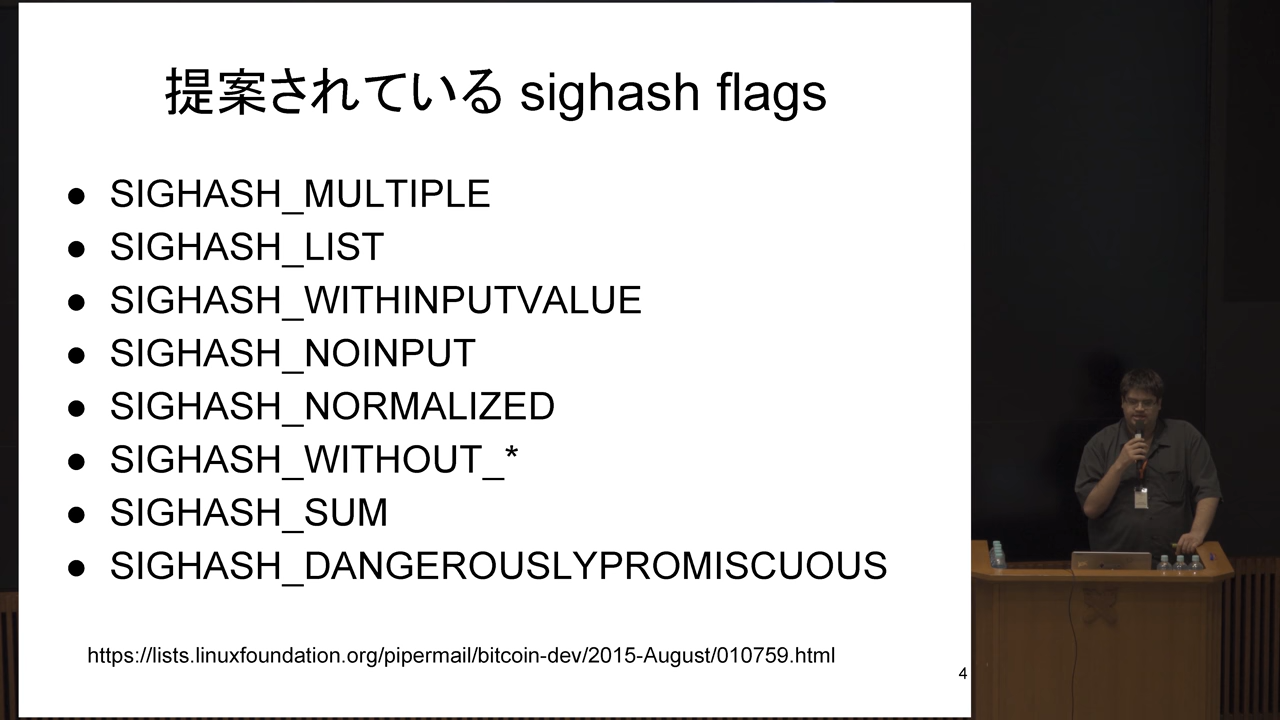 提案されている sighash flags
● SIGHASH_MULTIPLE
● SIGHASH_LIST
● SIGHASH_WITHINPUTVALUE
● SIGHASH_NOINPUT
● SIGHASH_NORMALIZED
● SIGHASH_WITHOUT_*
● SIGHASH_SUM
● SIGHASH_DANGEROUSLYPROMISCUOUS
https://lists.linuxfoundation.org/pipermail/bitcoin-dev/2015-August/010759.html
4